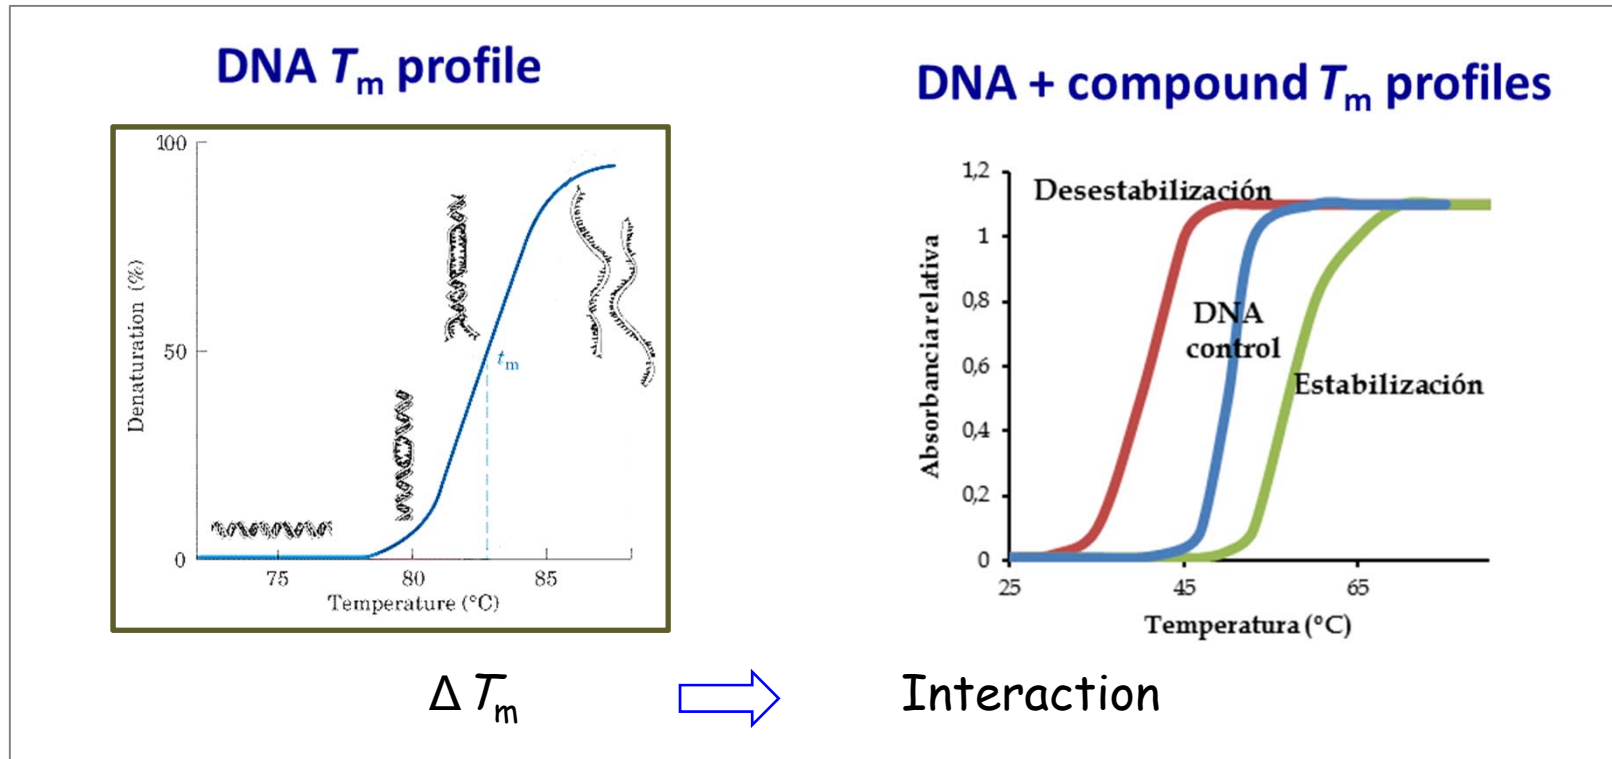 DNA Tm profile
100
50
0
75
80
85
Denaturation (%)
Temperature (°C)
tm
DNA + compound Tm profiles
1,2
1
0,8
0,6
0,4
0,2
0
25
45
65
Absorbancia relativa
Temperatura (°C)
Desestabilización
DNA
control
Estabilización
Δ Tm
Interaction